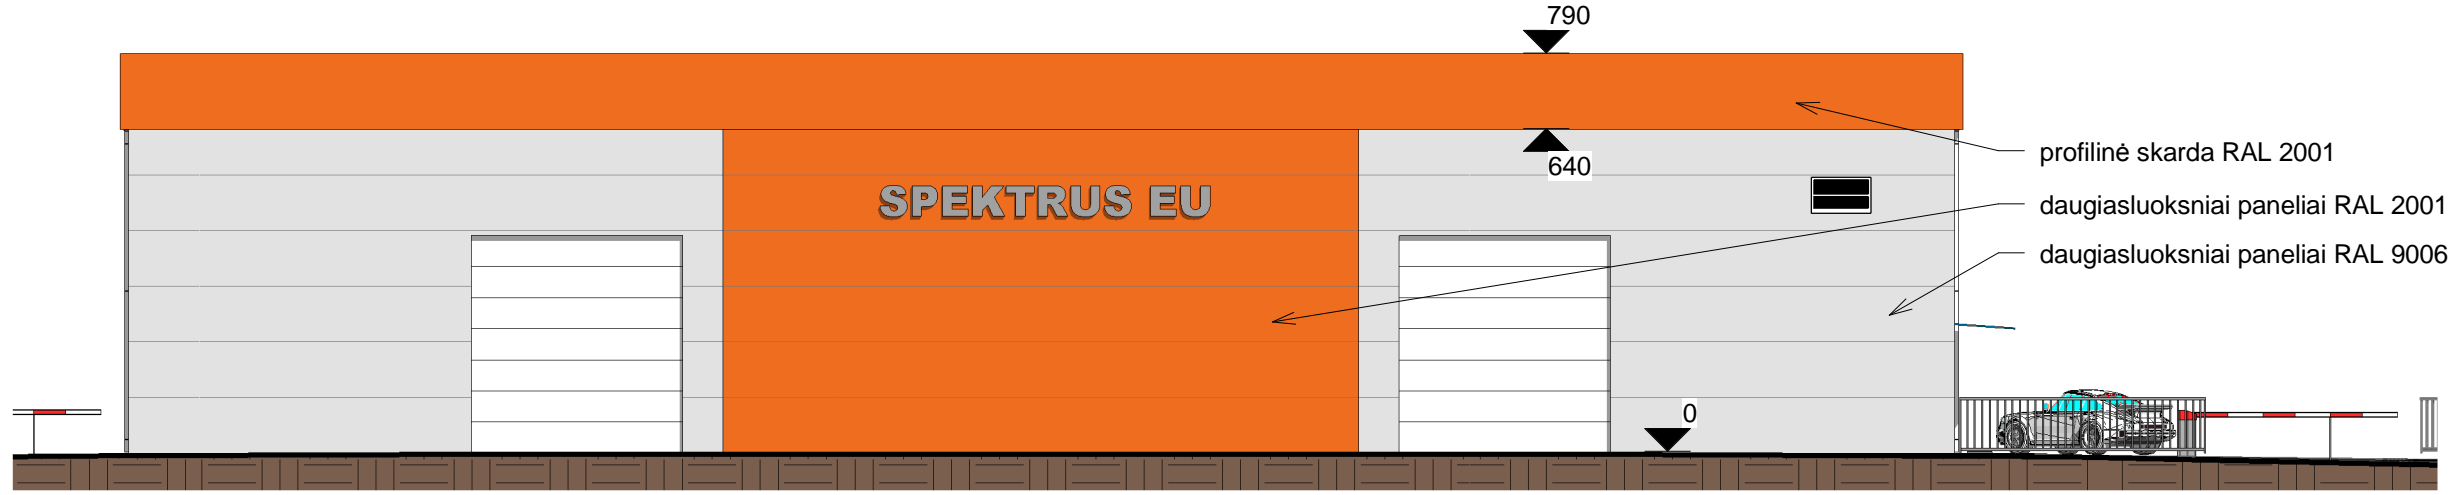 790
640
profilinė skarda RAL 2001
SPEKTRUS EU
daugiasluoksniai paneliai RAL 2001
daugiasluoksniai paneliai RAL 9006
0